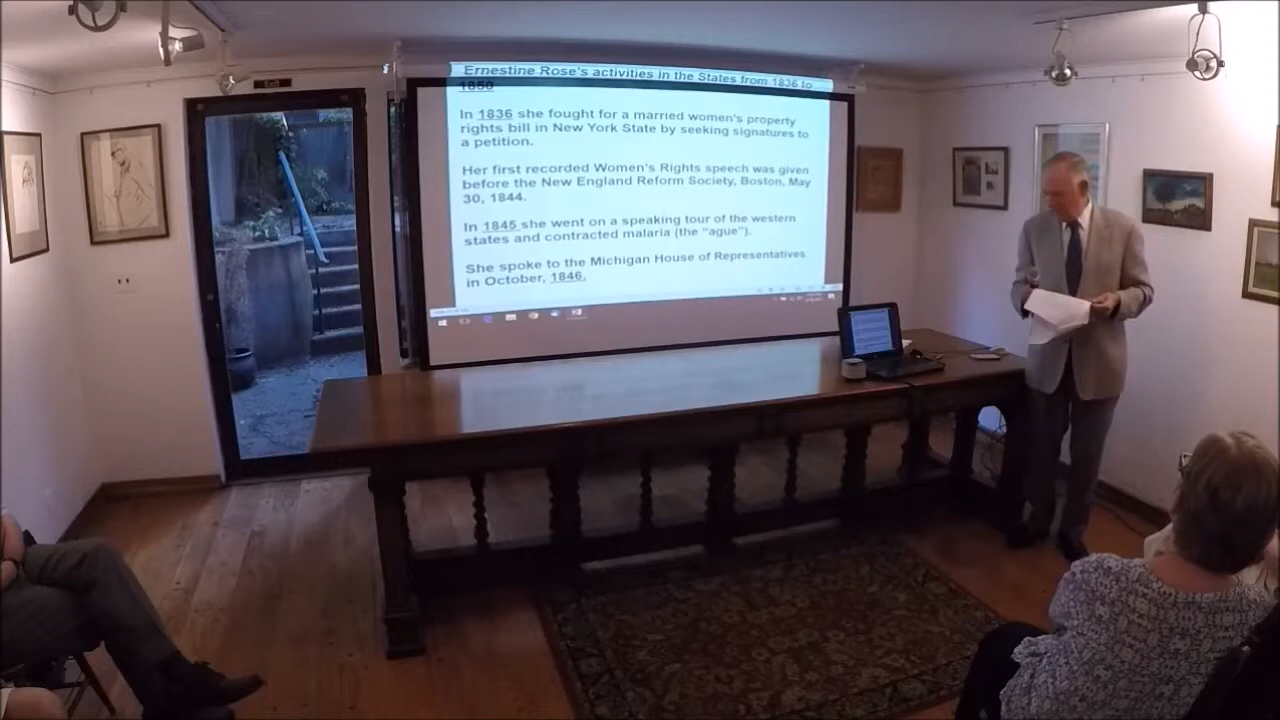 Exit
Ernestine Rose's activities in the States from 1836 to
1850
In 1836 she fought for a married women's property
rights bill in New York State by seeking signatures to
a petition.
Her first recorded Women's Rights speech was given
before the New England Reform Society, Boston, May
30, 1844.
In 1845 she went on a speaking tour of the western
states and contracted malaria (the “ague”).
She spoke to the Michigan House of Representatives
in October, 1846.